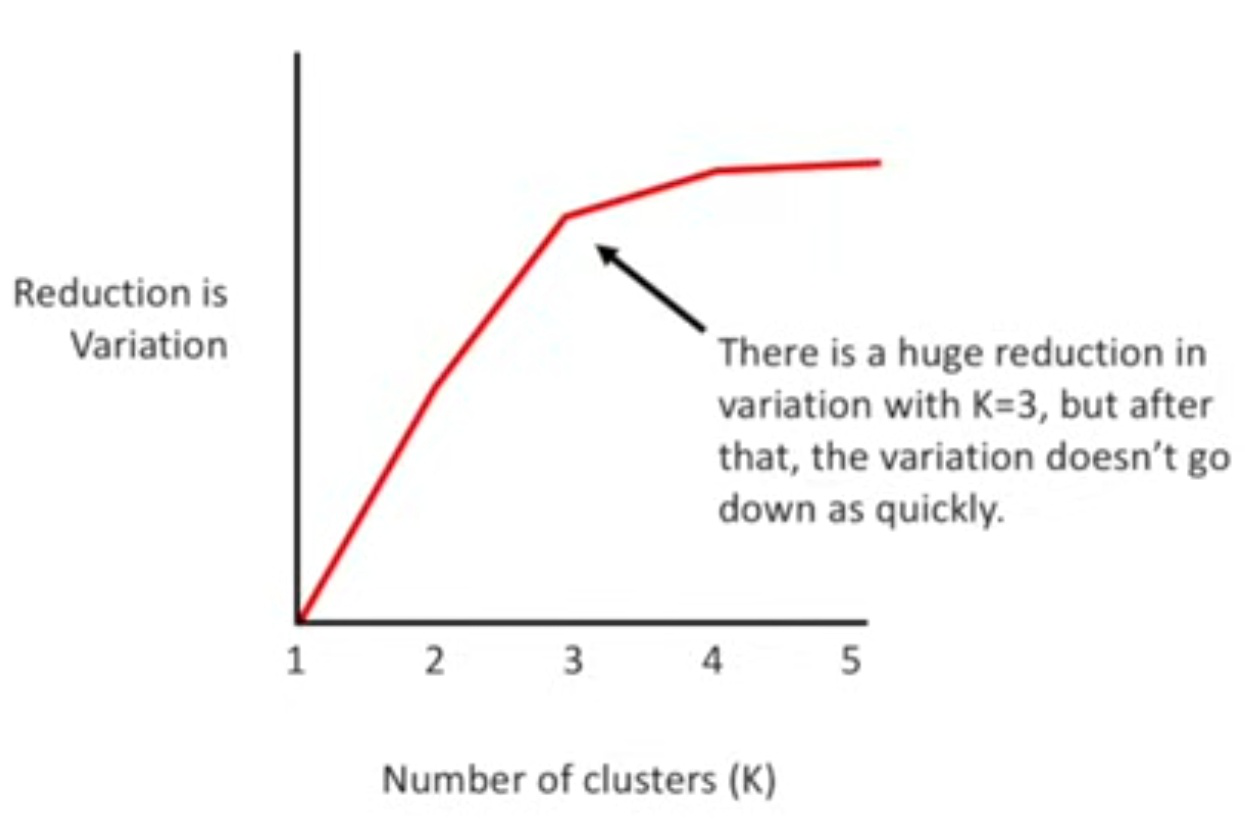 Reduction is
Variation
There is a huge reduction in
variation with K=3, but after
that, the variation doesn't go
down as quickly.
1 2 3 4 5
Number of clusters (K)